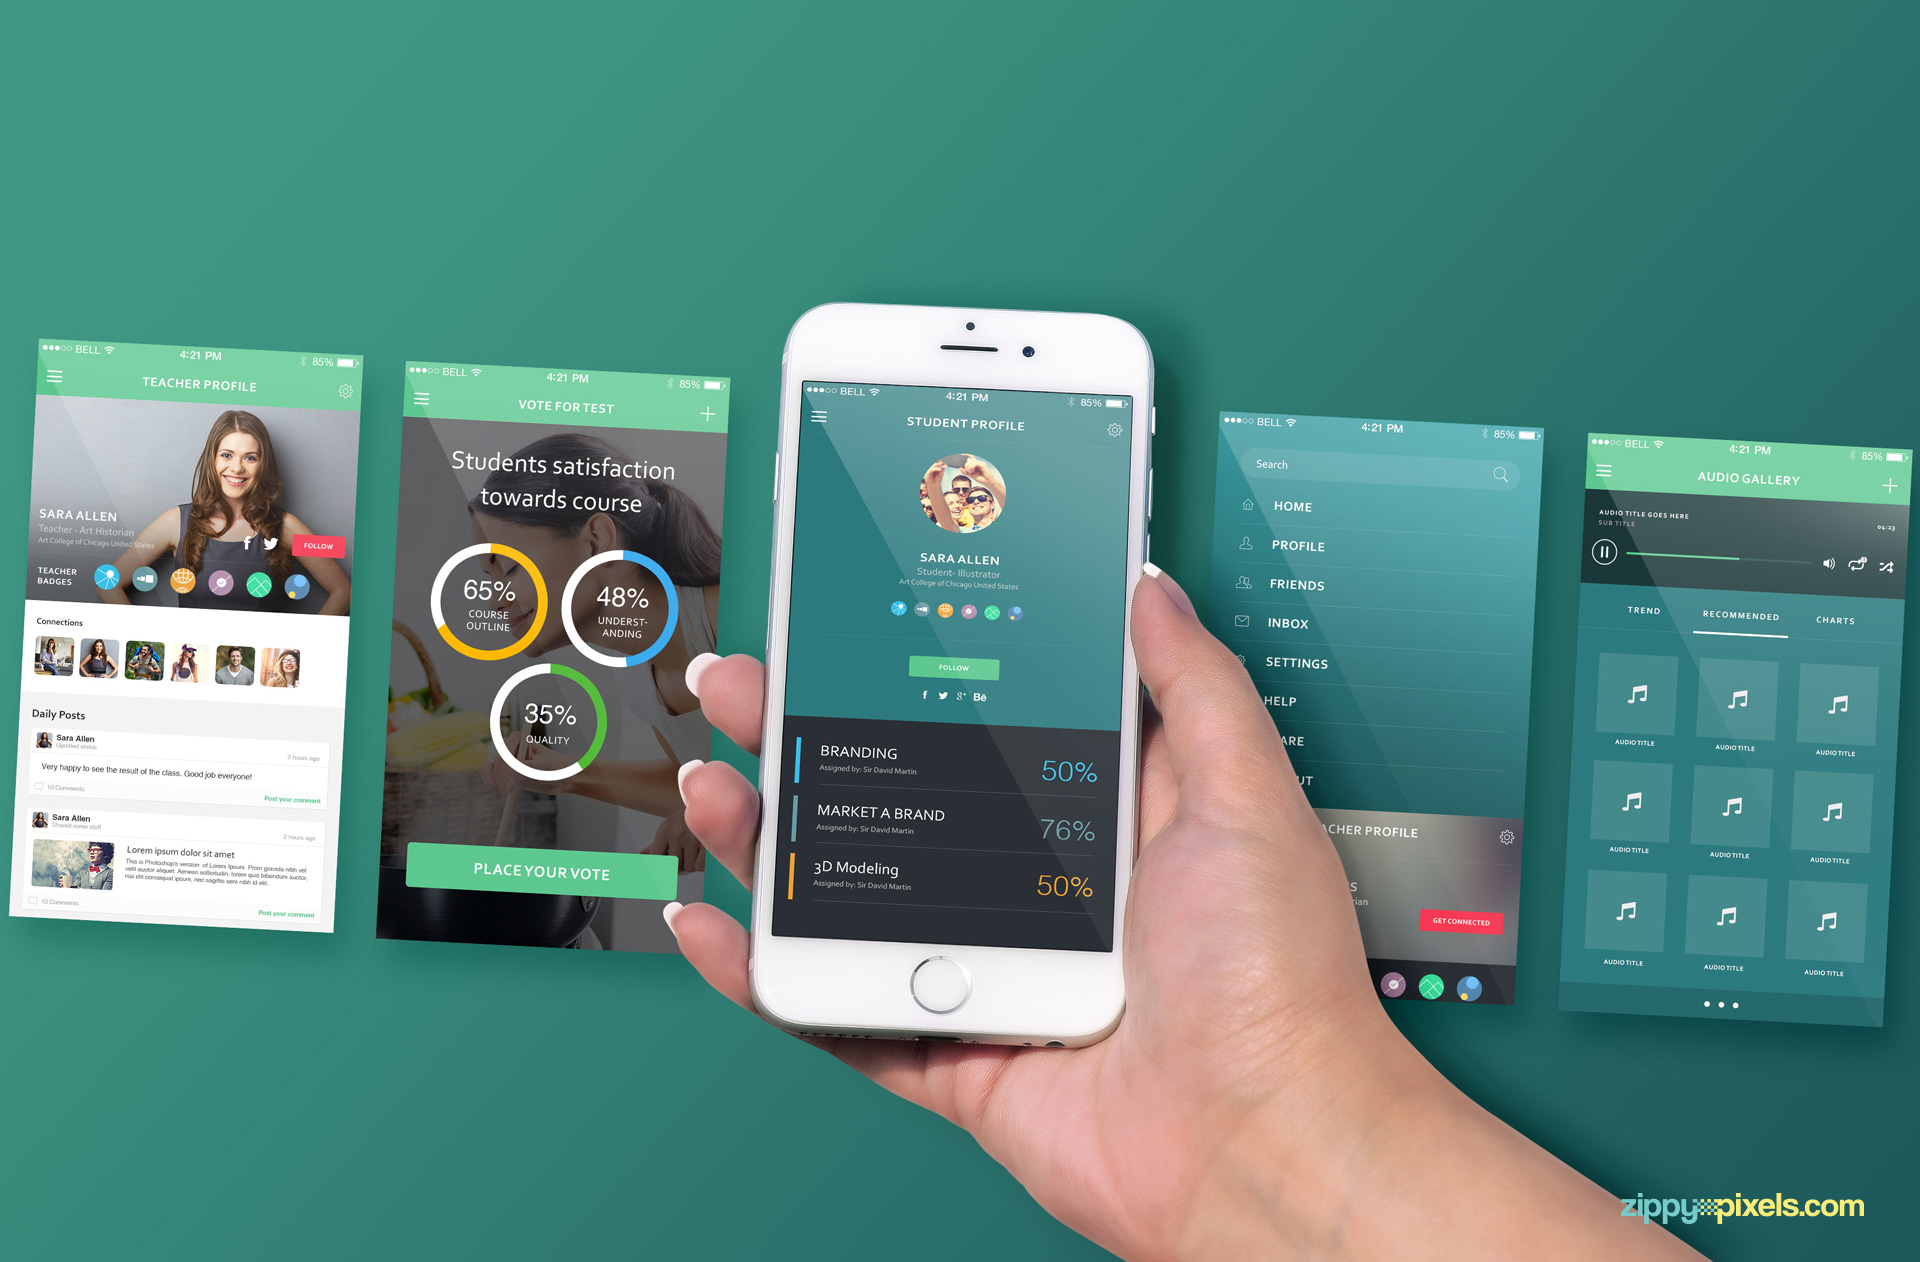 BELL
4:21 PM
85%
TEACHER PROFILE
SARA ALLEN
Teacher - Art Historian
Art College of Chicago United States
FOLLOW
TEACHER
BADGES
Connections
Daily Posts
Sara Allen
Updated status
2 hours ago
Very happy to see the result of the class. Good job everyone!
10 Comments
Post your comment
Sara Allen
Shared some stuff
2 hours ago
Lorem ipsum dolor sit amet
This is Photoshop's version of Lorem Ipsum. Proin gravida nibh vel
velit auctor aliquet. Aenean sollicitudin, lorem quis bibendum auctor,
nisi elit consequat ipsum, nec sagittis sem nibh id elit.
10 Comments
Post your comment
BELL
4:21 PM
85%
VOTE FOR TEST
Students satisfaction
towards course
65%
COURSE
OUTLINE
48%
UNDERST-
ANDING
35%
QUALITY
PLACE YOUR VOTE
BELL
4:21 PM
85%
STUDENT PROFILE
SARA ALLEN
Student- Illustrator
Art College of Chicago United States
FOLLOW
f g+ Bē
BRANDING
Assigned by: Sir David Martin
50%
MARKET A BRAND
Assigned by: Sir David Martin
76%
3D Modeling
Assigned by: Sir David Martin
50%
BELL
4:21 PM
85%
Search
HOME
PROFILE
FRIENDS
INBOX
SETTINGS
HELP
ARE
UT
ACHER PROFILE
S
rian
GET CONNECTED
BELL
4:21 PM
85%
AUDIO GALLERY
AUDIO TITLE GOES HERE
SUB TITLE
04:23
TREND
RECOMMENDED
CHARTS
AUDIO TITLE
AUDIO TITLE
AUDIO TITLE
AUDIO TITLE
AUDIO TITLE
AUDIO TITLE
AUDIO TITLE
AUDIO TITLE
AUDIO TITLE
zippypixels.com